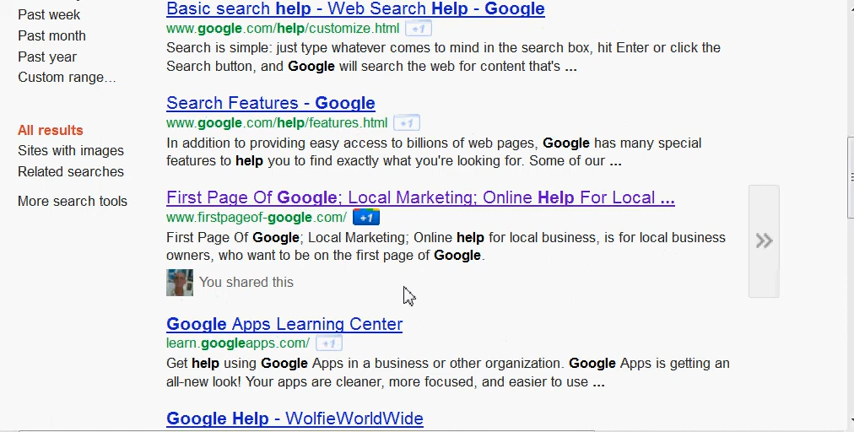 Past week
Past month
Past year
Custom range...
All results
Sites with images
Related searches
More search tools
Basic search help - Web Search Help - Google
www.google.com/help/customize.html +1
Search is simple: just type whatever comes to mind in the search box, hit Enter or click the
Search button, and Google will search the web for content that's ...
Search Features - Google
www.google.com/help/features.html +1
In addition to providing easy access to billions of web pages, Google has many special
features to help you to find exactly what you're looking for. Some of our ...
First Page Of Google; Local Marketing; Online Help For Local ...
www.firstpageof-google.com/ +1
First Page Of Google; Local Marketing; Online help for local business, is for local business
owners, who want to be on the first page of Google.
You shared this
Google Apps Learning Center
learn.googleapps.com/ +1
Get help using Google Apps in a business or other organization. Google Apps is getting an
all-new look! Your apps are cleaner, more focused, and easier to use ...
Google Help - WolfieWorldWide